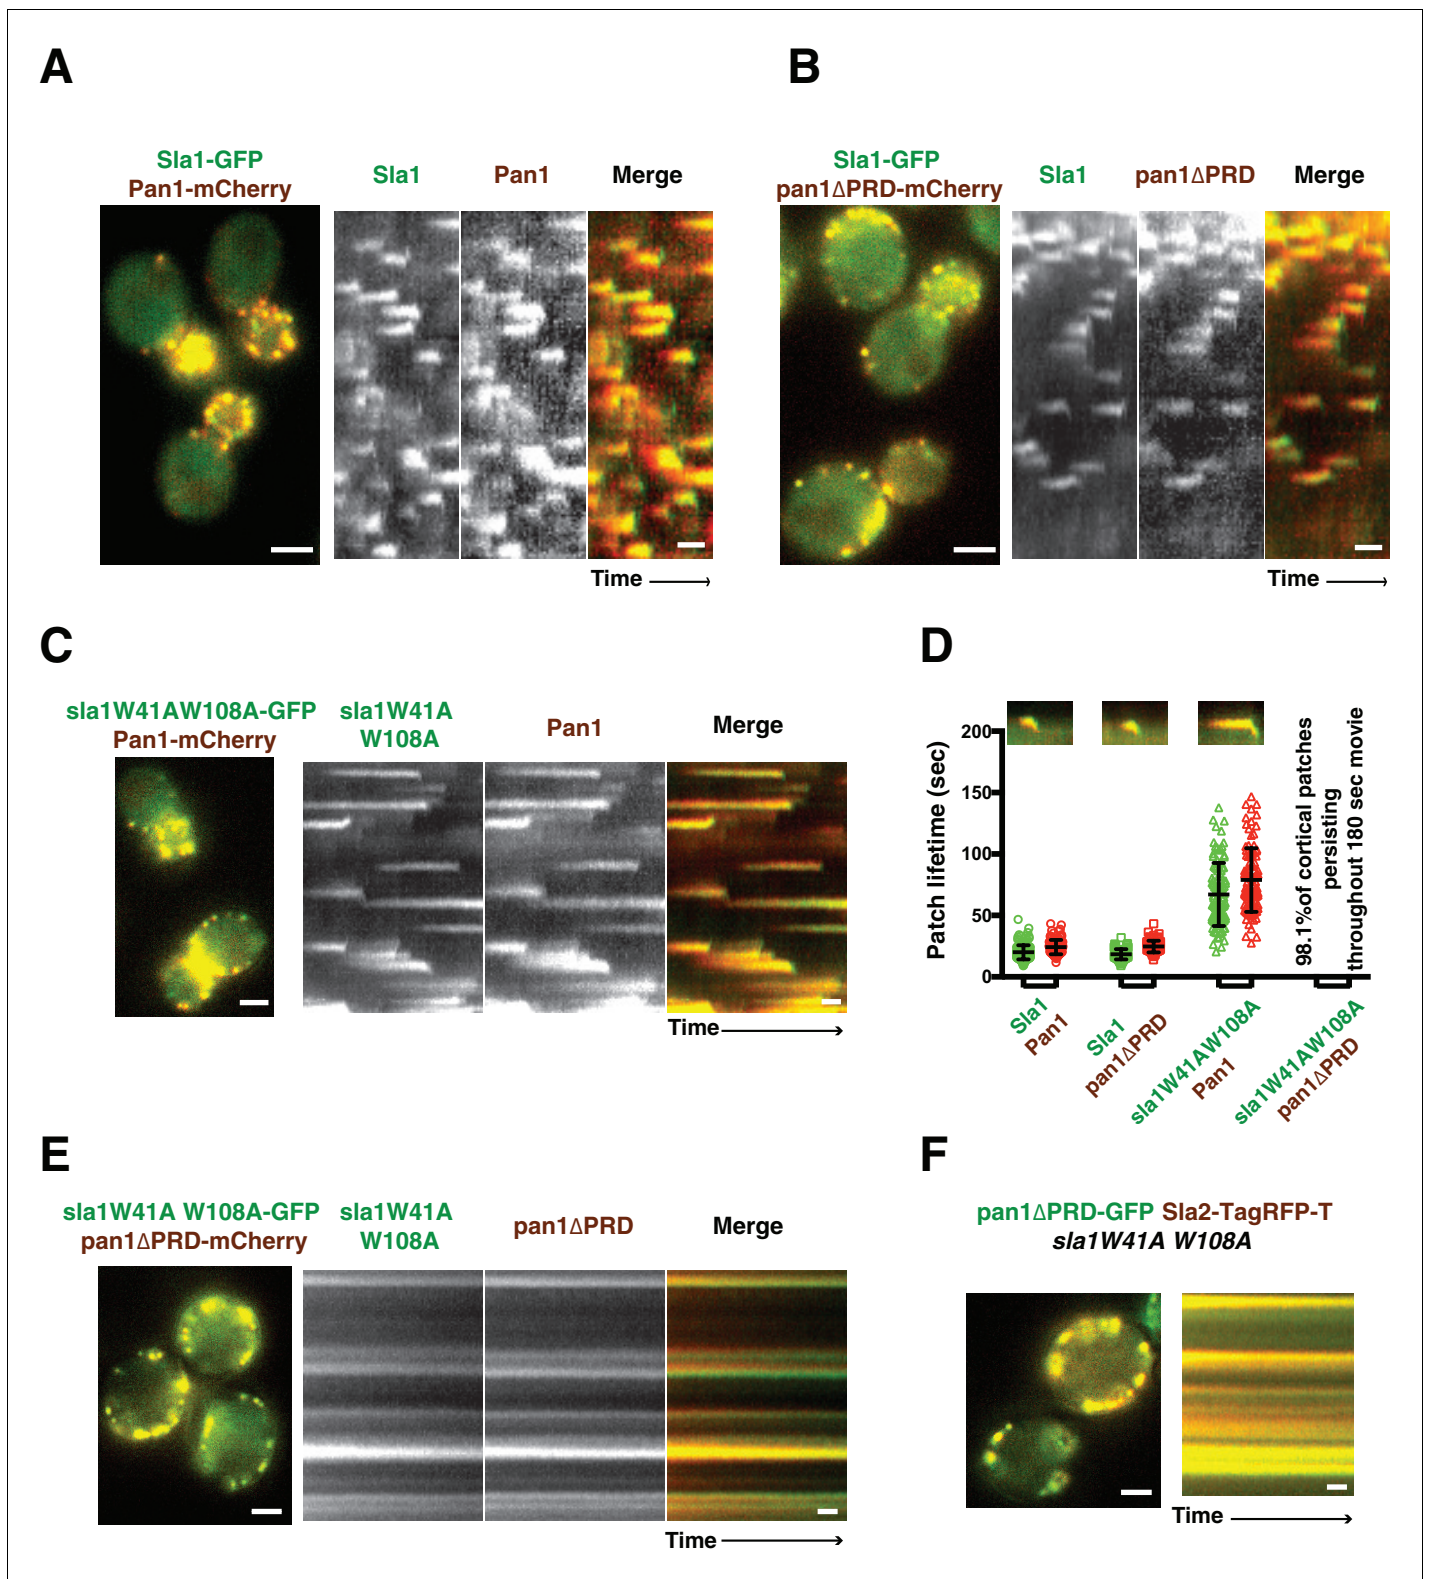 A
B
Sla1-GFP
Pan1-mCherry
Sla1
Pan1
Merge
Time
Sla1-GFP
pan1ΔPRD-mCherry
Sla1
pan1ΔPRD
Merge
Time
C
sla1W41AW108A-GFP
Pan1-mCherry
sla1W41A
W108A
Pan1
Merge
Time
D
Patch lifetime (sec)
200
150
100
50
0
98.1%of cortical patches
persisting
throughout 180 sec movie
Sla1
Pan1
Sla1
pan1ΔPRD
sla1W41AW108A
Pan1
sla1W41AW108A
pan1ΔPRD
E
sla1W41A W108A-GFP
pan1ΔPRD-mCherry
sla1W41A
W108A
pan1ΔPRD
Merge
Time
F
pan1ΔPRD-GFP Sla2-TagRFP-T
sla1W41A W108A
Time